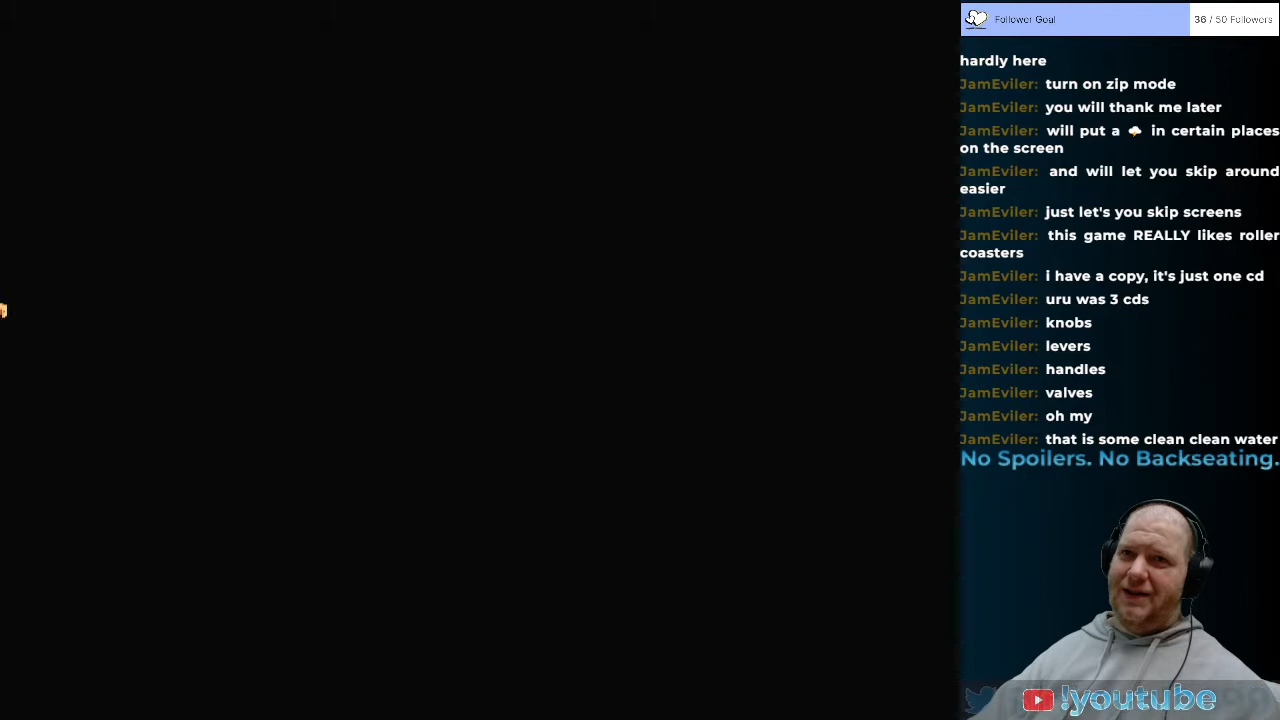 Follower Goal
36 / 50 Followers
hardly here
JamEviler: turn on zip mode
JamEviler: you will thank me later
JamEviler: will put a 🌩 in certain places
on the screen
JamEviler: and will let you skip around
easier
JamEviler: just let's you skip screens
JamEviler: this game REALLY likes roller
coasters
JamEviler: i have a copy, it's just one cd
JamEviler: uru was 3 cds
JamEviler: knobs
JamEviler: levers
JamEviler: handles
JamEviler: valves
JamEviler: oh my
JamEviler: that is some clean clean water
No Spoilers. No Backseating.
!youtube